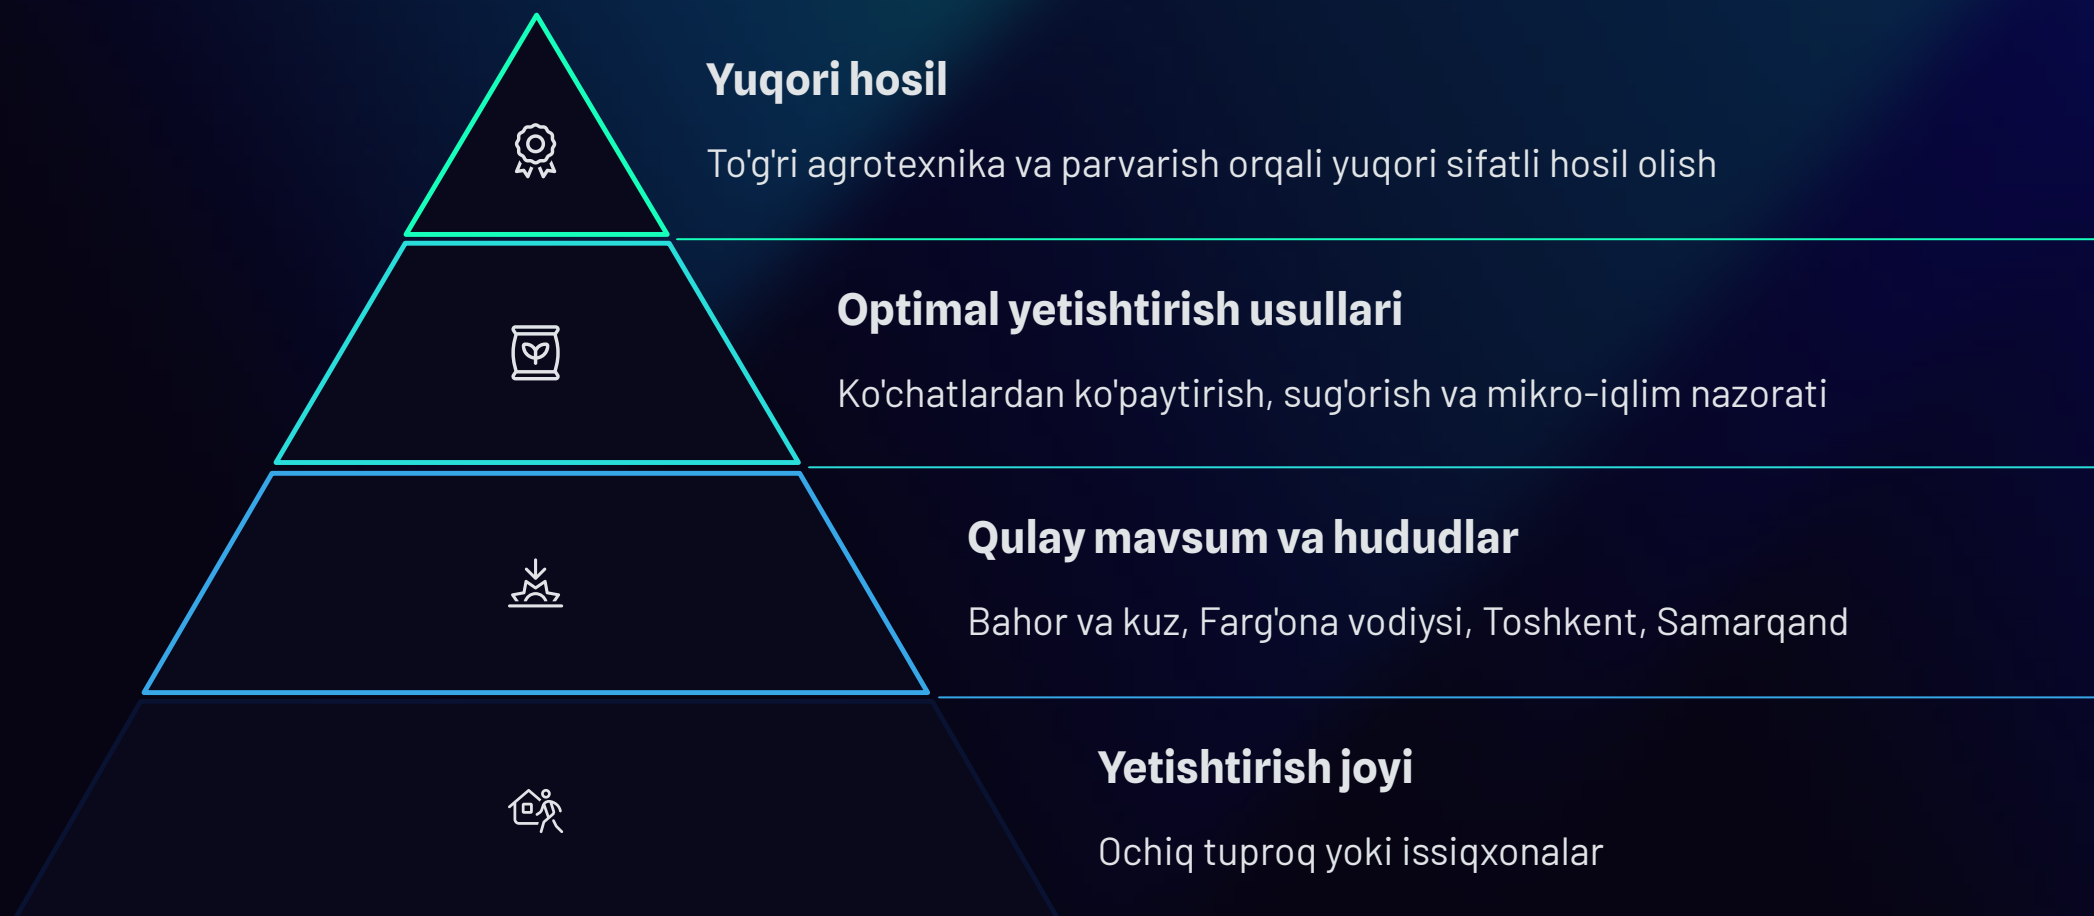 Yuqori hosil
To'g'ri agrotexnika va parvarish orqali yuqori sifatli hosil olish
Optimal yetishtirish usullari
Ko'chatlardan ko'paytirish, sug'orish va mikro-iqlim nazorati
Qulay mavsum va hududlar
Bahor va kuz, Farg'ona vodiysi, Toshkent, Samarqand
Yetishtirish joyi
Ochiq tuproq yoki issiqxonalar